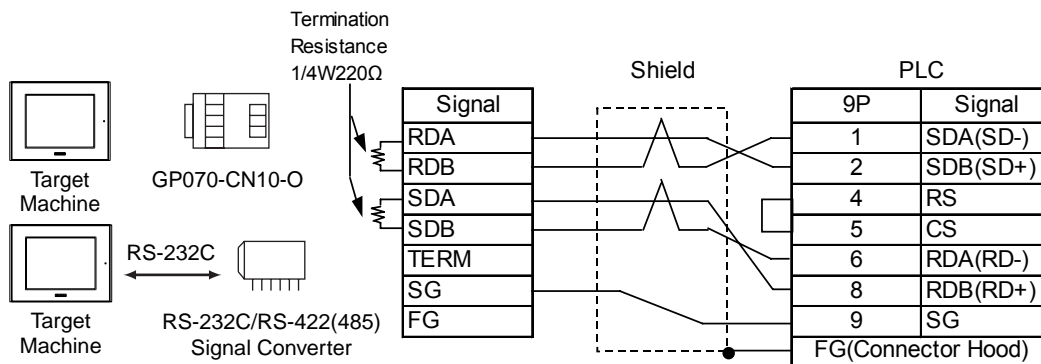 Termination
Resistance
1/4W220Ω
Shield
PLC
Target
Machine
GP070-CN10-O
Target
Machine
RS-232C
RS-232C/RS-422(485)
Signal Converter
Signal
RDA
RDB
SDA
SDB
TERM
SG
FG
9P Signal
1 SDA(SD-)
2 SDB(SD+)
4 RS
5 CS
6 RDA(RD-)
8 RDB(RD+)
9 SG
FG(Connector Hood)